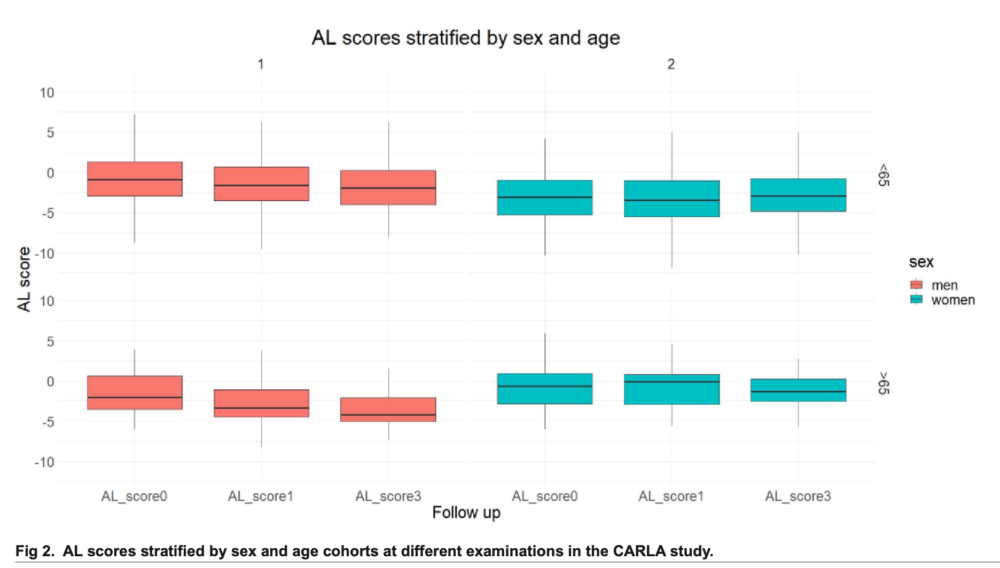 AL scores stratified by sex and age
1
2
10
5
0
-5
-10
<65
AL score
10
5
0
-5
-10
>65
sex
men
women
AL_score0 AL_score1 AL_score3 AL_score0 AL_score1 AL_score3
Follow up
Fig 2. AL scores stratified by sex and age cohorts at different examinations in the CARLA study.